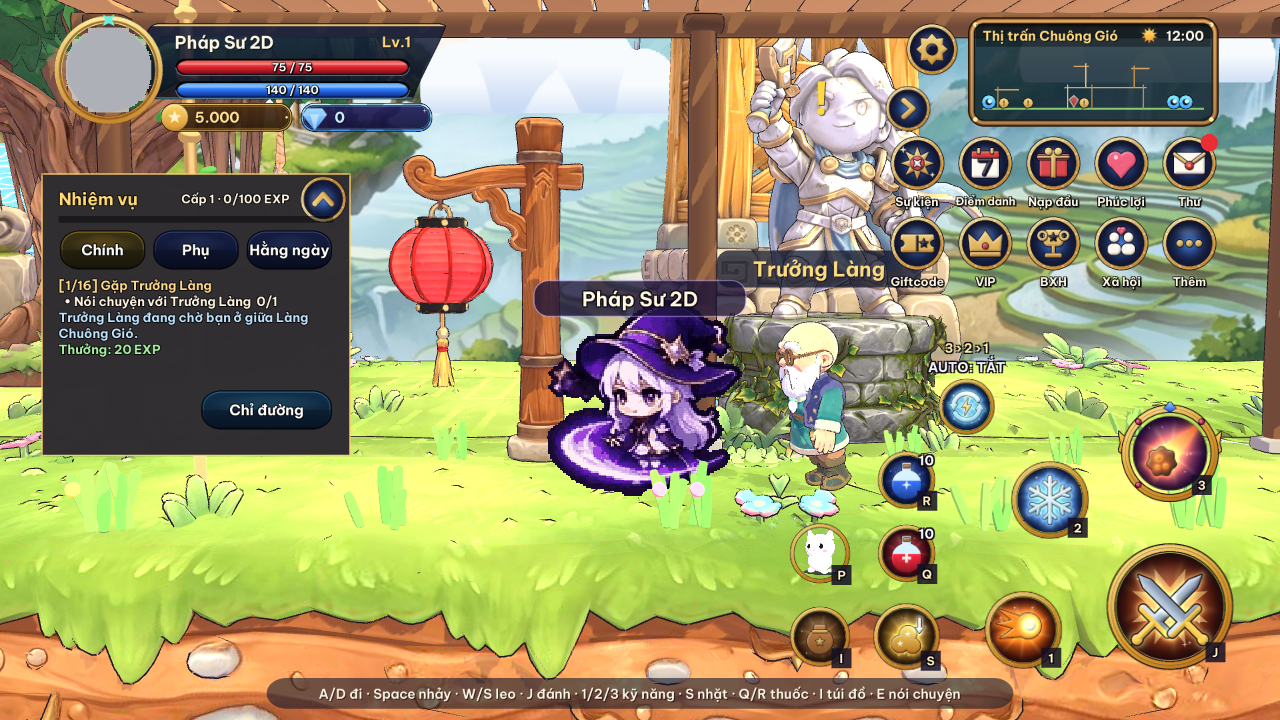 Pháp Sư 2D
Lv.1
75 / 75
140 / 140
5.000
0
Thị trấn Chuông Gió
12:00
Nhiệm vụ
Cấp 1 · 0/100 EXP
Chính
Phụ
Hằng ngày
[1/16] Gặp Trưởng Làng
• Nói chuyện với Trưởng Làng 0/1
Trưởng Làng đang chờ bạn ở giữa Làng
Chuông Gió.
Thưởng: 20 EXP
Chỉ đường
!
7
Sự kiện
Điểm danh
Nạp đầu
Phúc lợi
Thư
Giftcode
VIP
BXH
Xã hội
Thêm
Trưởng Làng
Pháp Sư 2D
3>2>1
AUTO: TẮT
10
R
3
2
10
Q
P
I
S
1
J
A/D đi · Space nhảy · W/S leo · J đánh · 1/2/3 kỹ năng · S nhặt · Q/R thuốc · I túi đồ · E nói chuyện